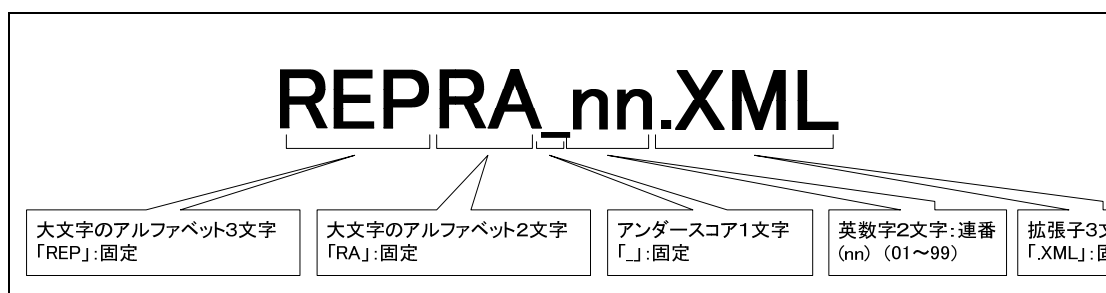 REPRA_nn.XML
大文字のアルファベット3文字
「REP」:固定
大文字のアルファベット2文字
「RA」:固定
アンダースコア1文字
「_」:固定
英数字2文字:連番
(nn) (01～99)
拡張子3文
「.XML」:固